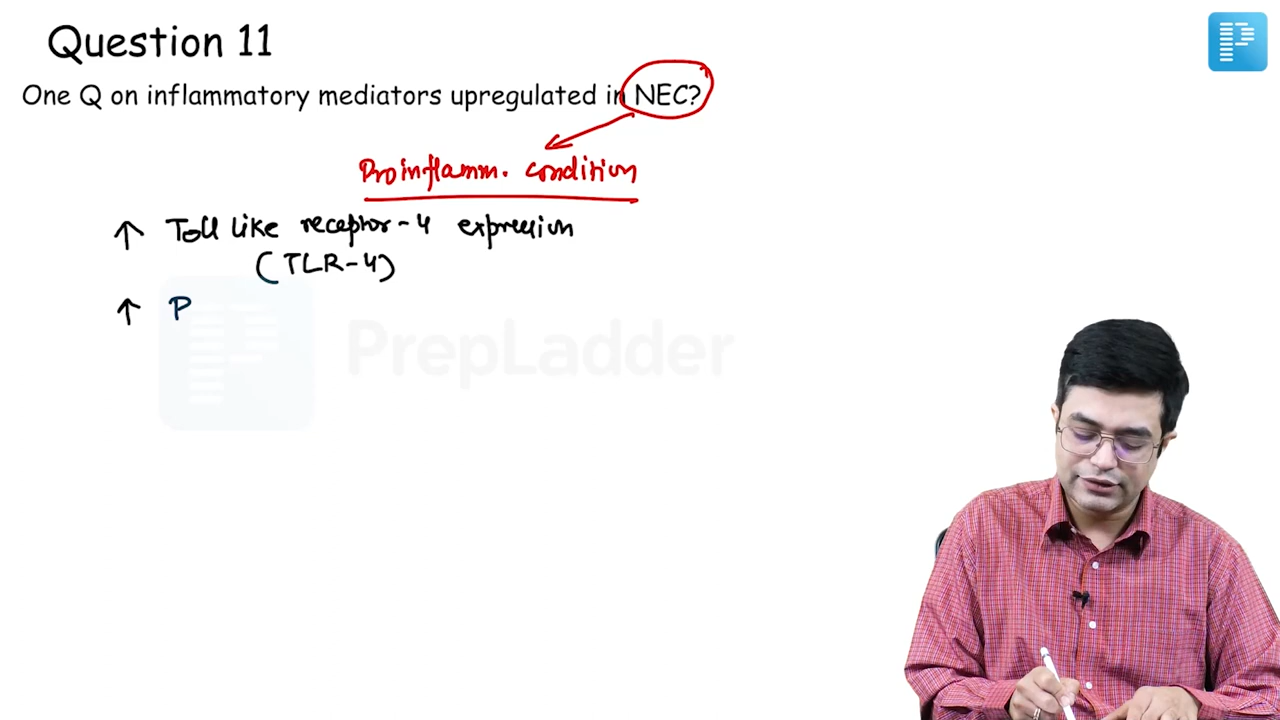 Question 11
One Q on inflammatory mediators upregulated in NEC?
Proinflamm. condition
↑ Toll like receptor-4 expression
(TLR-4)
↑ P
PrepLadder